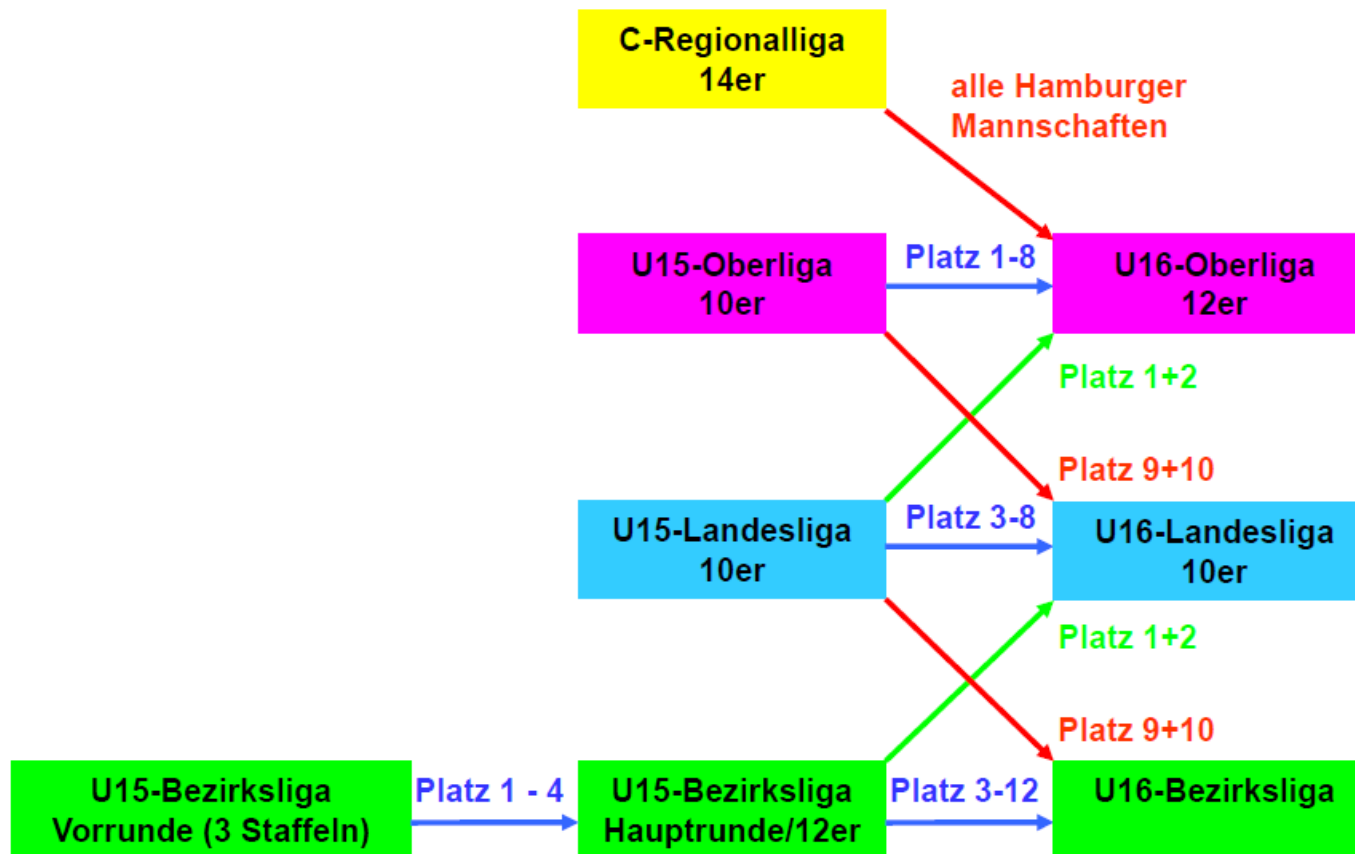 C-Regionalliga
14er
alle Hamburger
Mannschaften
U15-Oberliga
10er
Platz 1-8
U16-Oberliga
12er
Platz 1+2
Platz 9+10
U15-Landesliga
10er
Platz 3-8
U16-Landesliga
10er
Platz 1+2
Platz 9+10
U15-Bezirksliga
Vorrunde (3 Staffeln)
Platz 1 - 4
U15-Bezirksliga
Hauptrunde/12er
Platz 3-12
U16-Bezirksliga